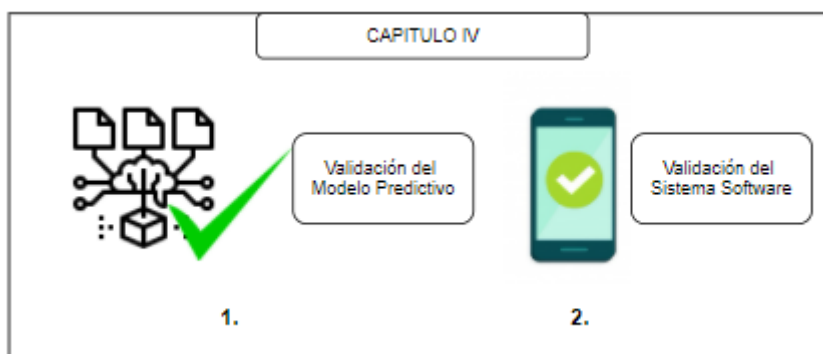 CAPITULO IV
Validación del
Modelo Predictivo
Validación del
Sistema Software
1.
2.